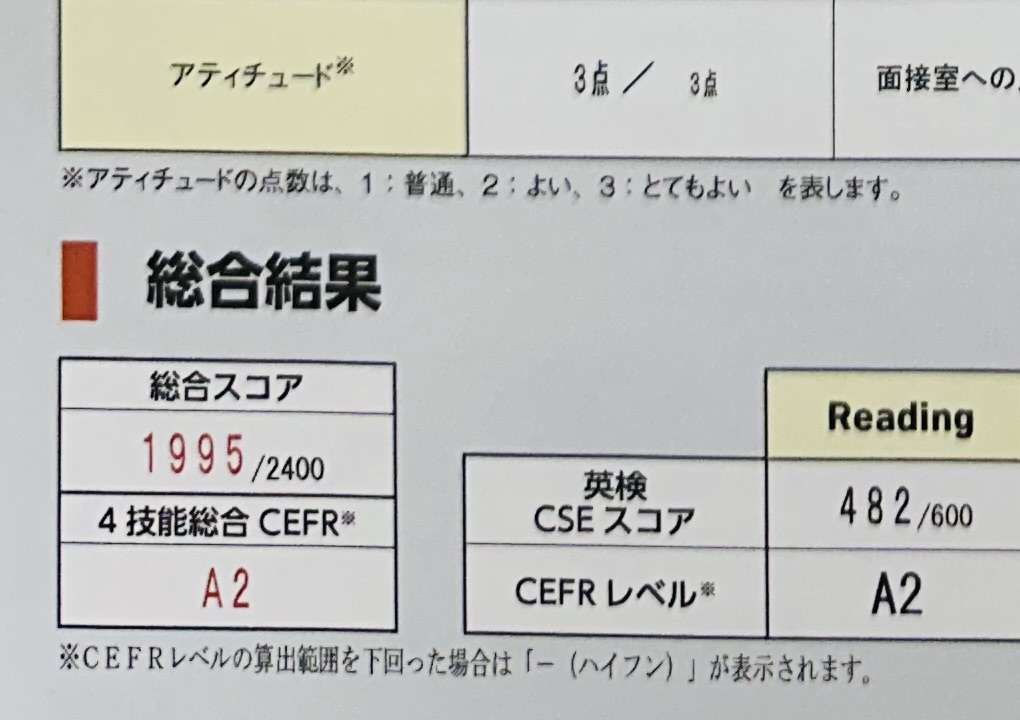 アティチュード※ 3点 / 3点 面接室への
※アティチュードの点数は、1：普通、2：よい、3：とてもよい を表します。
総合結果
総合スコア
1995/2400
4技能総合CEFR※
A2
Reading
英検
CSEスコア 482/600
CEFRレベル※ A2
※CEFRレベルの算出範囲を下回った場合は「－（ハイフン）」が表示されます。